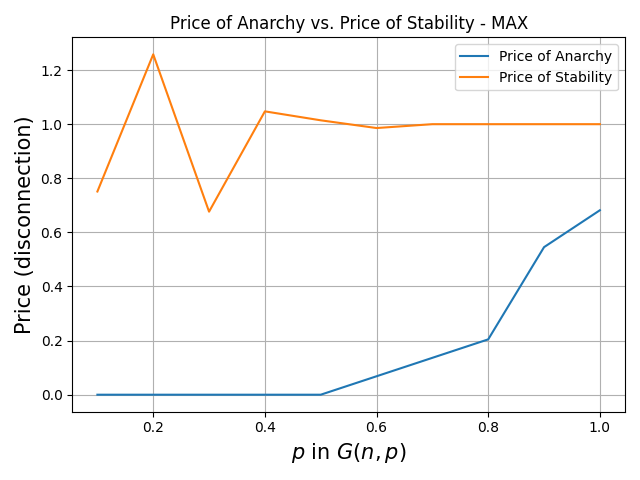 Price of Anarchy vs. Price of Stability - MAX
Price of Anarchy
Price of Stability
Price (disconnection)
1.2
1.0
0.8
0.6
0.4
0.2
0.0
0.2 0.4 0.6 0.8 1.0
p in G(n, p)